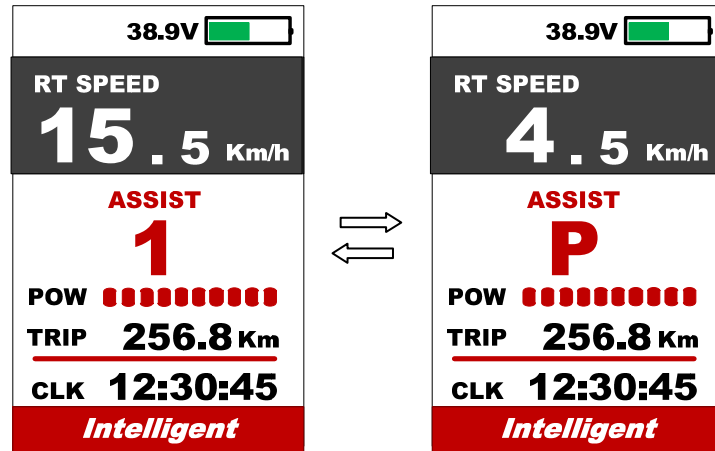 38.9V
RT SPEED
15 . 5 Km/h
ASSIST
1
POW
TRIP 256.8 Km
CLK 12:30:45
Intelligent
38.9V
RT SPEED
4 . 5 Km/h
ASSIST
P
POW
TRIP 256.8 Km
CLK 12:30:45
Intelligent